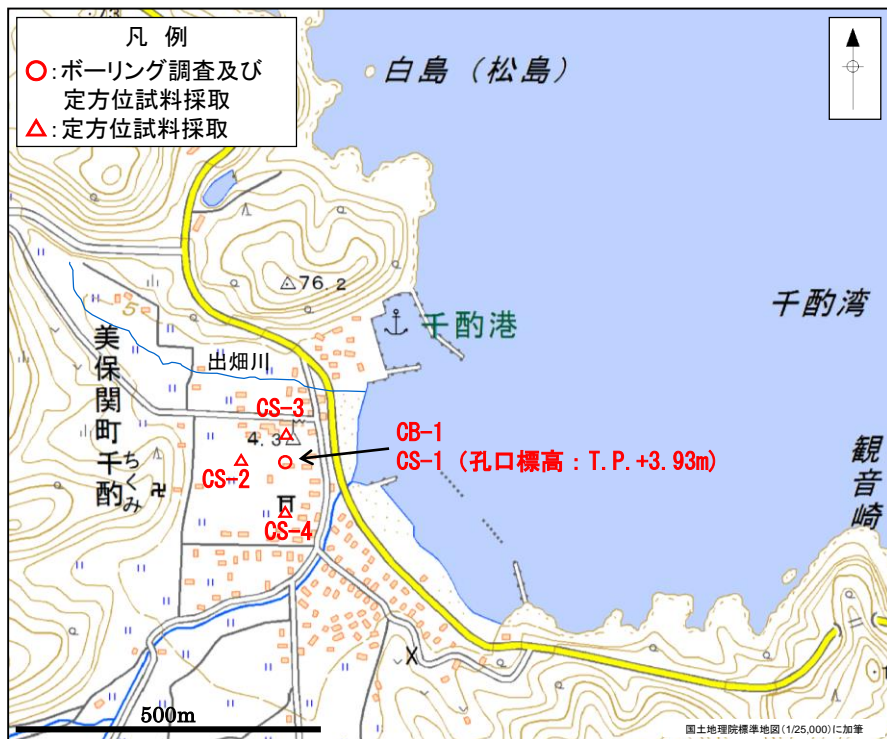 凡 例
○:ボーリング調査及び
定方位試料採取
△:定方位試料採取
白島(松島)
76.2
千酌湾
千酌港
5
出畑川
美保関町千酌
ちくみ
CS-3
4.3
CB-1
CS-1 (孔口標高:T.P.+3.93m)
CS-2
CS-4
観音崎
500m
国土地理院標準地図(1/25,000)に加筆